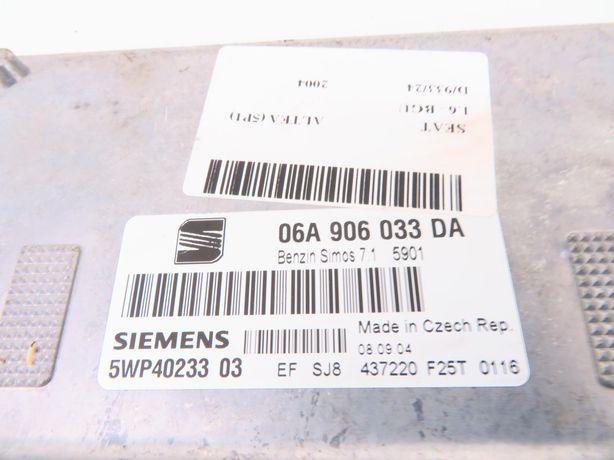 SEAT
ALTEA (5P1)
1.6 - BGU
2004
D/933/24
06A 906 033 DA
Benzin Simos 7.1 5901
SIEMENS
5WP40233 03
Made in Czech Rep.
08.09.04
EF SJ8 437220 F25T 0116